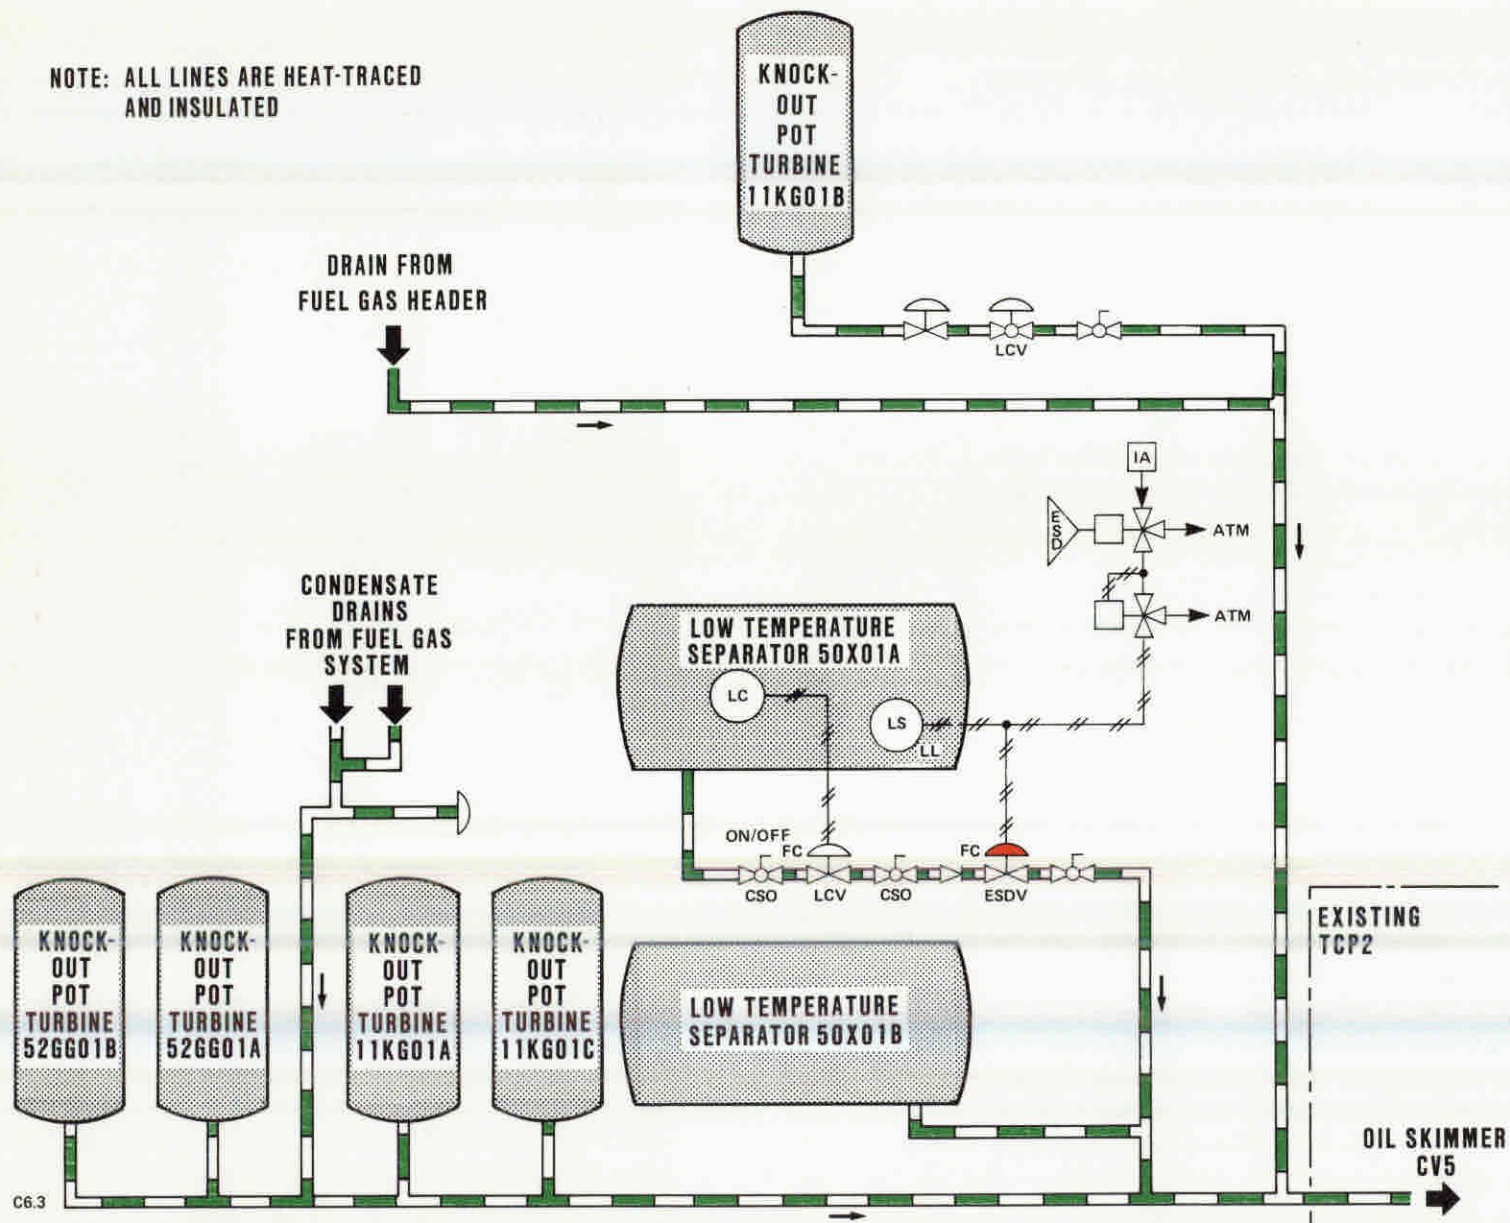 NOTE: ALL LINES ARE HEAT-TRACED
AND INSULATED
KNOCK-
OUT
POT
TURBINE
11KG01B
DRAIN FROM
FUEL GAS HEADER
LCV
IA
ESD
ATM
ATM
CONDENSATE
DRAINS
FROM FUEL GAS
SYSTEM
LOW TEMPERATURE
SEPARATOR 50X01A
LC
LS
LL
ON/OFF
FC
FC
CSO
LCV
CSO
ESDV
EXISTING
TCP2
KNOCK-
OUT
POT
TURBINE
52GG01B
KNOCK-
OUT
POT
TURBINE
52GG01A
KNOCK-
OUT
POT
TURBINE
11KG01A
KNOCK-
OUT
POT
TURBINE
11KG01C
LOW TEMPERATURE
SEPARATOR 50X01B
OIL SKIMMER
CV5
C6.3